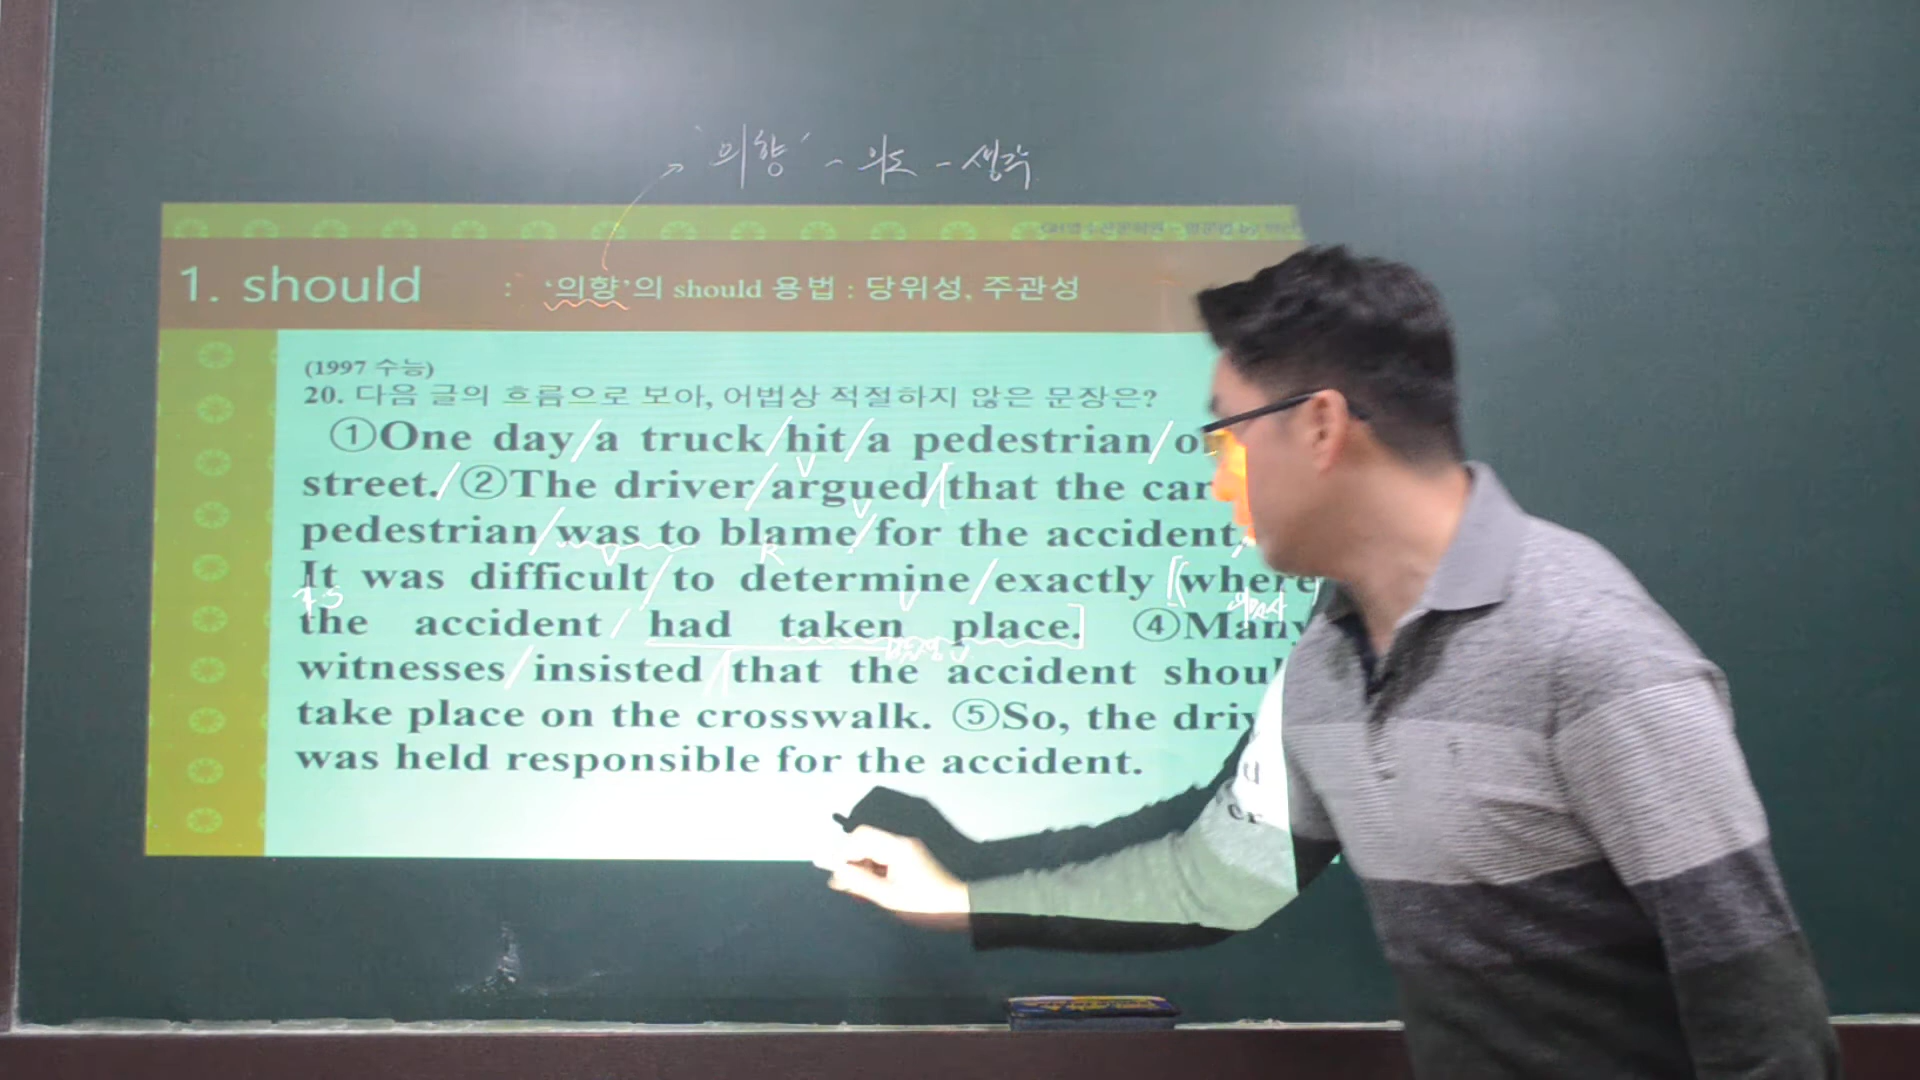 '의향' - 의도 - 생각
1. should : '의향'의 should 용법 : 당위성, 주관성
(1997 수능)
20. 다음 글의 흐름으로 보아, 어법상 적절하지 않은 문장은?
①One day/a truck/hit/a pedestrian/o
street./②The driver/argued/[that the car
pedestrian/was to blame/for the accident.
It was difficult/to determine/exactly [(where
the accident/had taken place.] ④Many
witnesses/insisted/[that the accident shoul
take place on the crosswalk. ⑤So, the driv
was held responsible for the accident.